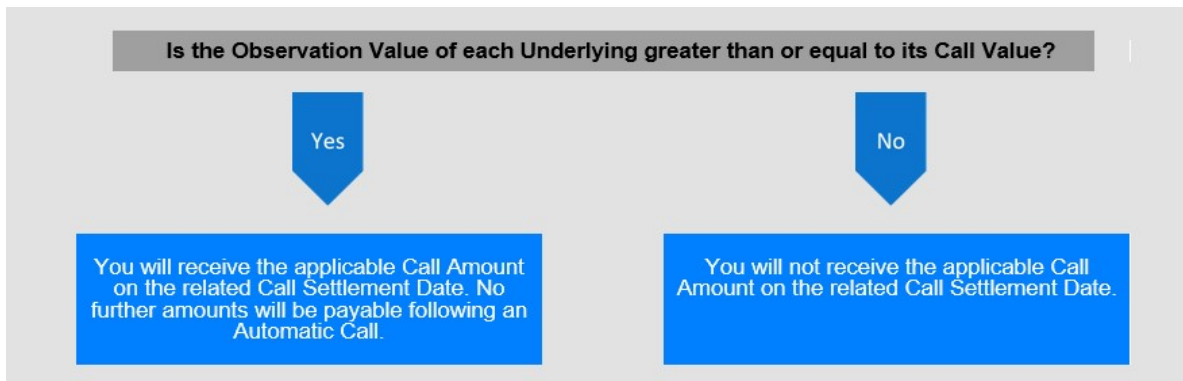 Is the Observation Value of each Underlying greater than or equal to its Call Value?
Yes
No
You will receive the applicable Call Amount
on the related Call Settlement Date. No
further amounts will be payable following an
Automatic Call.
You will not receive the applicable Call
Amount on the related Call Settlement Date.